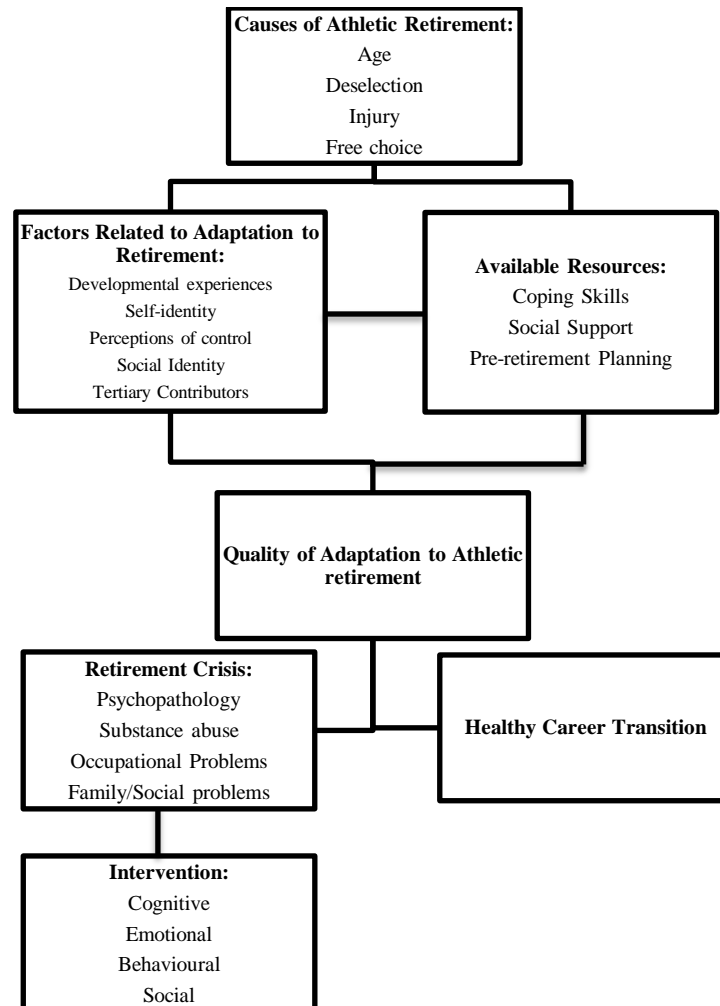 Causes of Athletic Retirement:
Age
Deselection
Injury
Free choice
Factors Related to Adaptation to
Retirement:
Developmental experiences
Self-identity
Perceptions of control
Social Identity
Tertiary Contributors
Available Resources:
Coping Skills
Social Support
Pre-retirement Planning
Quality of Adaptation to Athletic
retirement
Retirement Crisis:
Psychopathology
Substance abuse
Occupational Problems
Family/Social problems
Healthy Career Transition
Intervention:
Cognitive
Emotional
Behavioural
Social